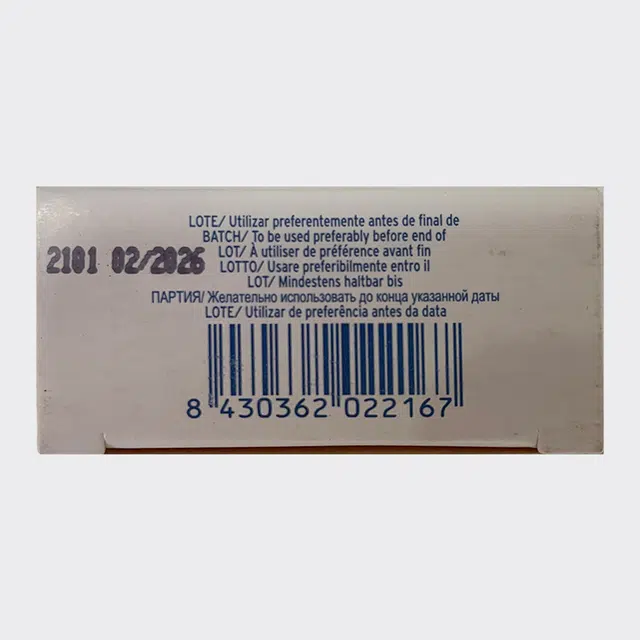 LOTE/ Utilizar preferentemente antes de final de
BATCH/ To be used preferably before end of
LOT/ À utiliser de préférence avant fin
2101 02/2026
LOTTO/ Usare preferibilmente entro il
LOT/ Mindestens haltbar bis
ПАРТИЯ/ Желательно использовать до конца указанной даты
LOTE/ Utilizar de preferência antes da data
8 430362 022167